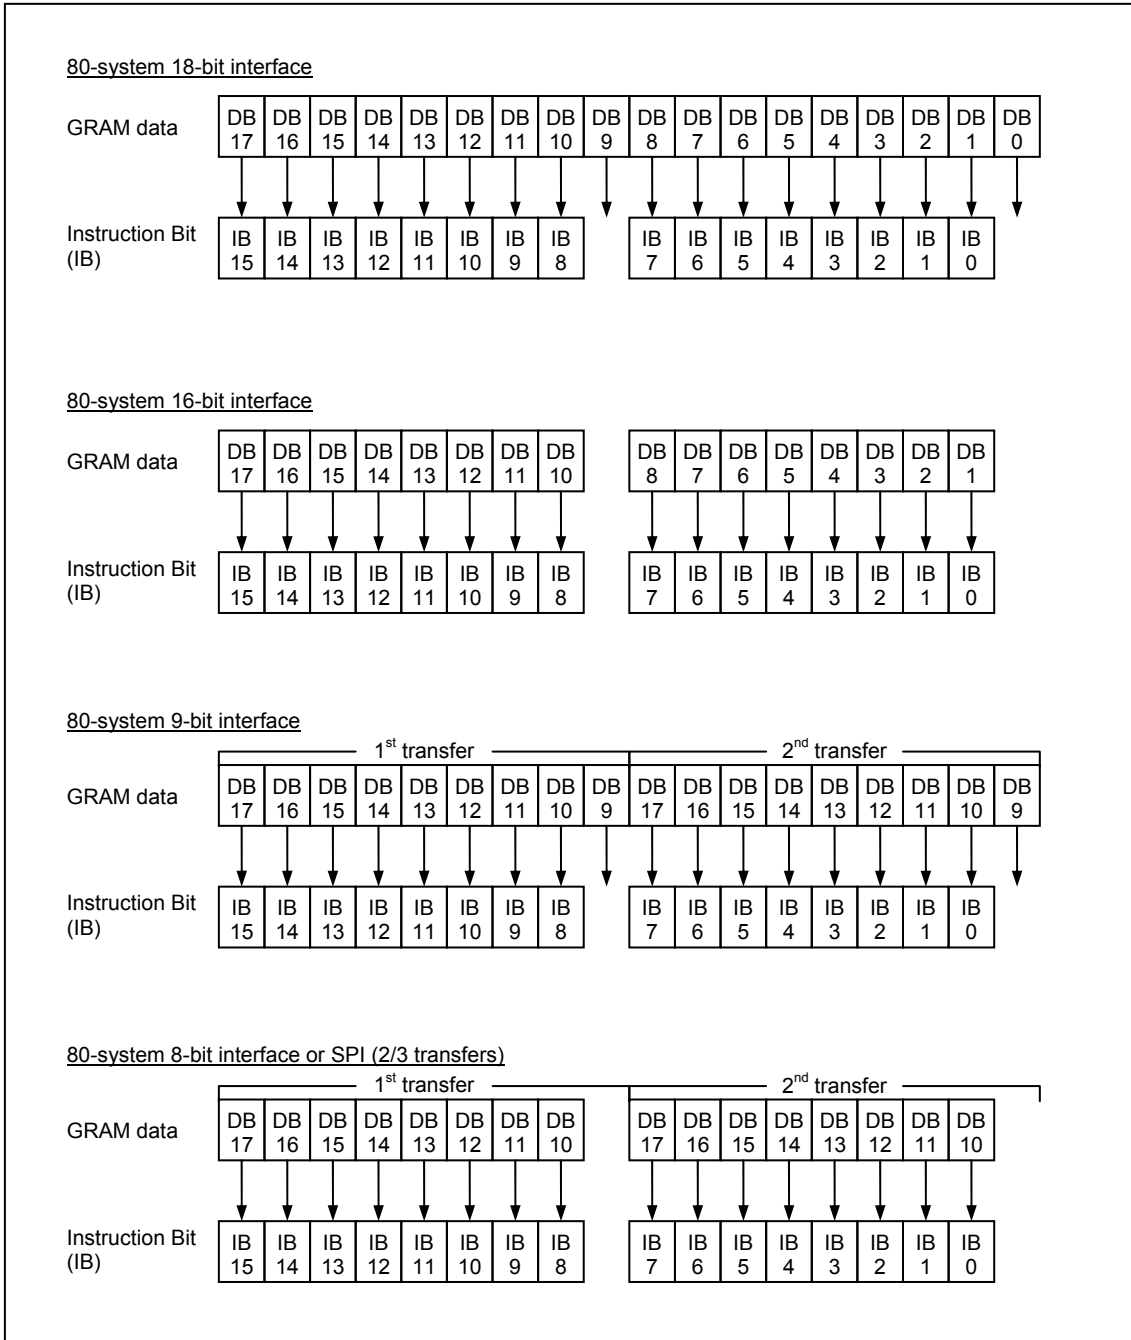 80-system 18-bit interface
GRAM data DB 17 DB 16 DB 15 DB 14 DB 13 DB 12 DB 11 DB 10 DB 9 DB 8 DB 7 DB 6 DB 5 DB 4 DB 3 DB 2 DB 1 DB 0
Instruction Bit (IB) IB 15 IB 14 IB 13 IB 12 IB 11 IB 10 IB 9 IB 8 IB 7 IB 6 IB 5 IB 4 IB 3 IB 2 IB 1 IB 0
80-system 16-bit interface
GRAM data DB 17 DB 16 DB 15 DB 14 DB 13 DB 12 DB 11 DB 10 DB 8 DB 7 DB 6 DB 5 DB 4 DB 3 DB 2 DB 1
Instruction Bit (IB) IB 15 IB 14 IB 13 IB 12 IB 11 IB 10 IB 9 IB 8 IB 7 IB 6 IB 5 IB 4 IB 3 IB 2 IB 1 IB 0
80-system 9-bit interface
1st transfer 2nd transfer
GRAM data DB 17 DB 16 DB 15 DB 14 DB 13 DB 12 DB 11 DB 10 DB 9 DB 17 DB 16 DB 15 DB 14 DB 13 DB 12 DB 11 DB 10 DB 9
Instruction Bit (IB) IB 15 IB 14 IB 13 IB 12 IB 11 IB 10 IB 9 IB 8 IB 7 IB 6 IB 5 IB 4 IB 3 IB 2 IB 1 IB 0
80-system 8-bit interface or SPI (2/3 transfers)
1st transfer 2nd transfer
GRAM data DB 17 DB 16 DB 15 DB 14 DB 13 DB 12 DB 11 DB 10 DB 17 DB 16 DB 15 DB 14 DB 13 DB 12 DB 11 DB 10
Instruction Bit (IB) IB 15 IB 14 IB 13 IB 12 IB 11 IB 10 IB 9 IB 8 IB 7 IB 6 IB 5 IB 4 IB 3 IB 2 IB 1 IB 0